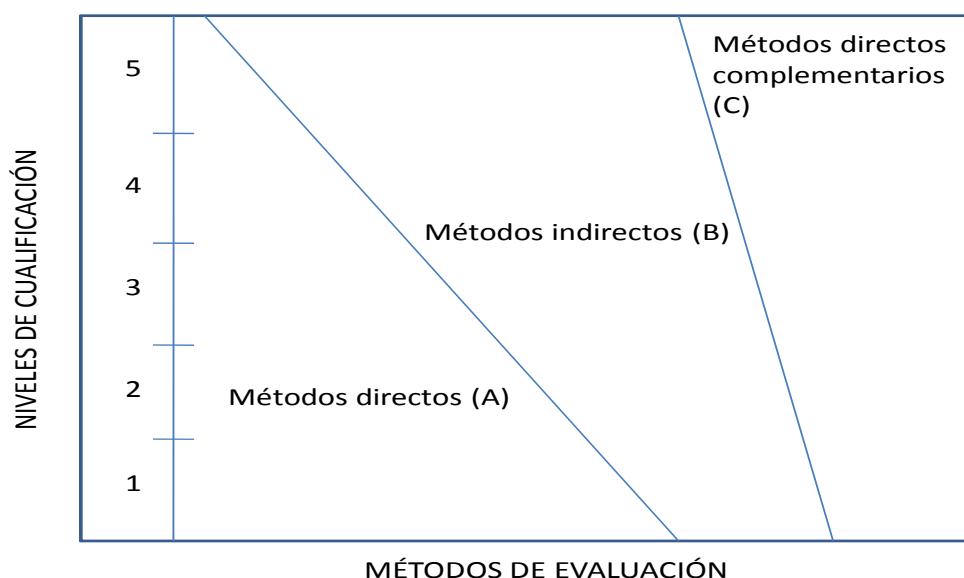 Métodos directos
complementarios
(C)
5
4
Métodos indirectos (B)
3
2
Métodos directos (A)
1
NIVELES DE CUALIFICACIÓN
MÉTODOS DE EVALUACIÓN